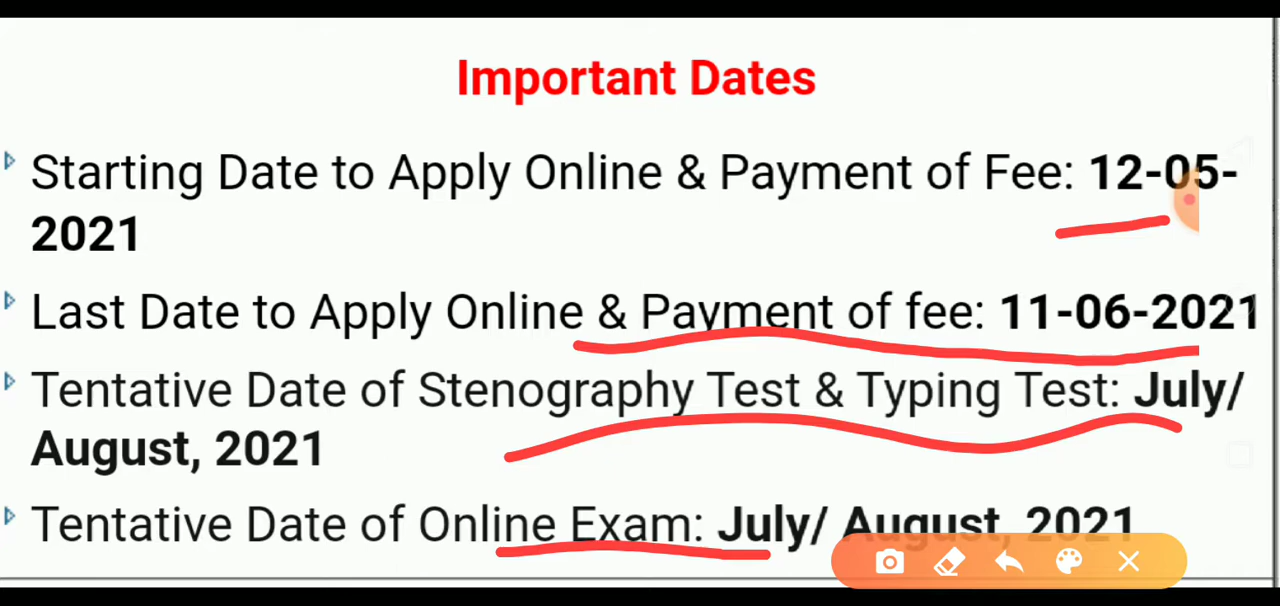 Important Dates
Starting Date to Apply Online & Payment of Fee: 12-05-
2021
Last Date to Apply Online & Payment of fee: 11-06-2021
Tentative Date of Stenography Test & Typing Test: July/
August, 2021
Tentative Date of Online Exam: July/ August, 2021